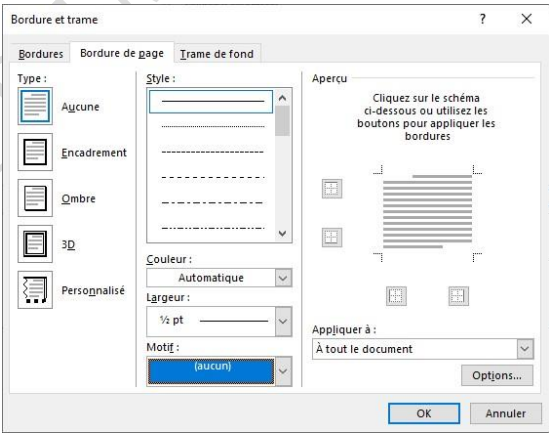 Bordure et trame
?
Bordures Bordure de page Trame de fond
Type :
Aucune
Encadrement
Ombre
3D
Personnalisé
Style :
Couleur :
Automatique
Largeur :
½ pt
Motif :
(aucun)
Aperçu
Cliquez sur le schéma
ci-dessous ou utilisez les
boutons pour appliquer les
bordures
Appliquer à :
À tout le document
Options...
OK Annuler